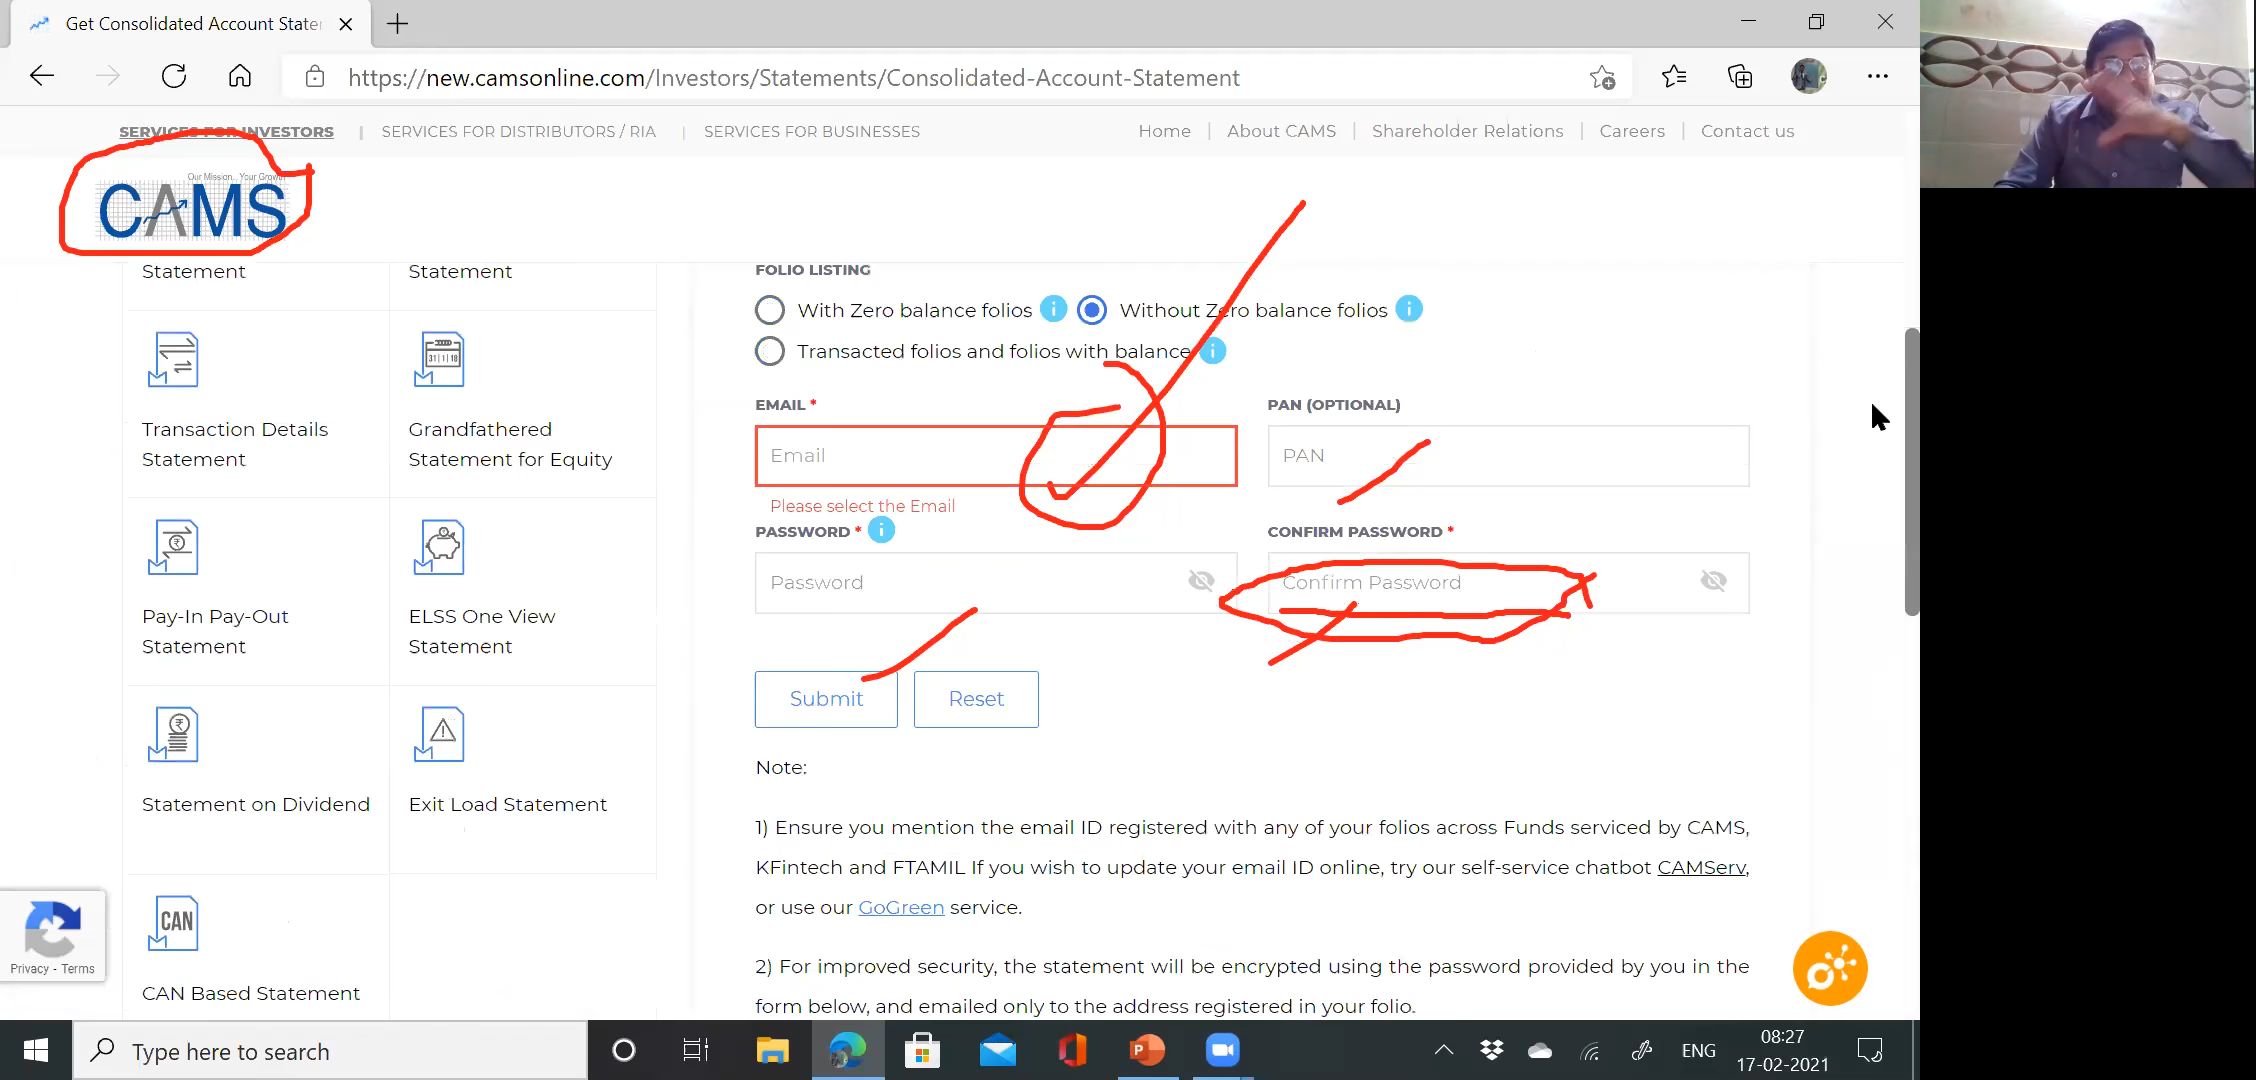 Get Consolidated Account State
https://new.camsonline.com/Investors/Statements/Consolidated-Account-Statement
SERVICES FOR INVESTORS | SERVICES FOR DISTRIBUTORS / RIA | SERVICES FOR BUSINESSES
Home | About CAMS | Shareholder Relations | Careers | Contact us
Our Mission.. Your Growth
CAMS
Statement
Statement
Transaction Details
Statement
31|1|18
Grandfathered
Statement for Equity
Pay-In Pay-Out
Statement
ELSS One View
Statement
Statement on Dividend
Exit Load Statement
CAN
CAN Based Statement
FOLIO LISTING
With Zero balance folios i Without Zero balance folios i
Transacted folios and folios with balance i
EMAIL *
Email
Please select the Email
PAN (OPTIONAL)
PAN
PASSWORD * i
Password
CONFIRM PASSWORD *
Confirm Password
Submit
Reset
Note:
1) Ensure you mention the email ID registered with any of your folios across Funds serviced by CAMS,
KFintech and FTAMIL If you wish to update your email ID online, try our self-service chatbot CAMServ,
or use our GoGreen service.
2) For improved security, the statement will be encrypted using the password provided by you in the
form below, and emailed only to the address registered in your folio.
Privacy - Terms
Type here to search
ENG
08:27
17-02-2021